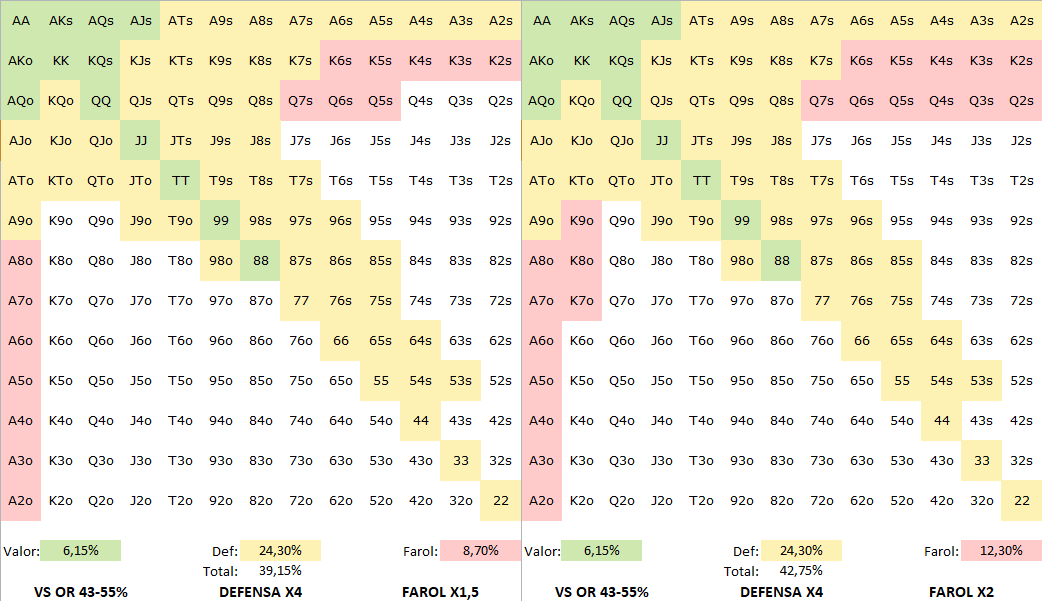 AA AKs AQs AJs ATs A9s A8s A7s A6s A5s A4s A3s A2s
AKo KK KQs KJs KTs K9s K8s K7s K6s K5s K4s K3s K2s
AQo KQo QQ QJs QTs Q9s Q8s Q7s Q6s Q5s Q4s Q3s Q2s
AJo KJo QJo JJ JTs J9s J8s J7s J6s J5s J4s J3s J2s
ATo KTo QTo JTo TT T9s T8s T7s T6s T5s T4s T3s T2s
A9o K9o Q9o J9o T9o 99 98s 97s 96s 95s 94s 93s 92s
A8o K8o Q8o J8o T8o 98o 88 87s 86s 85s 84s 83s 82s
A7o K7o Q7o J7o T7o 97o 87o 77 76s 75s 74s 73s 72s
A6o K6o Q6o J6o T6o 96o 86o 76o 66 65s 64s 63s 62s
A5o K5o Q5o J5o T5o 95o 85o 75o 65o 55 54s 53s 52s
A4o K4o Q4o J4o T4o 94o 84o 74o 64o 54o 44 43s 42s
A3o K3o Q3o J3o T3o 93o 83o 73o 63o 53o 43o 33 32s
A2o K2o Q2o J2o T2o 92o 82o 72o 62o 52o 42o 32o 22
Valor: 6,15% Def: 24,30% Farol: 8,70%
Total: 39,15%
VS OR 43-55% DEFENSA X4 FAROL X1,5
AA AKs AQs AJs ATs A9s A8s A7s A6s A5s A4s A3s A2s
AKo KK KQs KJs KTs K9s K8s K7s K6s K5s K4s K3s K2s
AQo KQo QQ QJs QTs Q9s Q8s Q7s Q6s Q5s Q4s Q3s Q2s
AJo KJo QJo JJ JTs J9s J8s J7s J6s J5s J4s J3s J2s
ATo KTo QTo JTo TT T9s T8s T7s T6s T5s T4s T3s T2s
A9o K9o Q9o J9o T9o 99 98s 97s 96s 95s 94s 93s 92s
A8o K8o Q8o J8o T8o 98o 88 87s 86s 85s 84s 83s 82s
A7o K7o Q7o J7o T7o 97o 87o 77 76s 75s 74s 73s 72s
A6o K6o Q6o J6o T6o 96o 86o 76o 66 65s 64s 63s 62s
A5o K5o Q5o J5o T5o 95o 85o 75o 65o 55 54s 53s 52s
A4o K4o Q4o J4o T4o 94o 84o 74o 64o 54o 44 43s 42s
A3o K3o Q3o J3o T3o 93o 83o 73o 63o 53o 43o 33 32s
A2o K2o Q2o J2o T2o 92o 82o 72o 62o 52o 42o 32o 22
Valor: 6,15% Def: 24,30% Farol: 12,30%
Total: 42,75%
VS OR 43-55% DEFENSA X4 FAROL X2